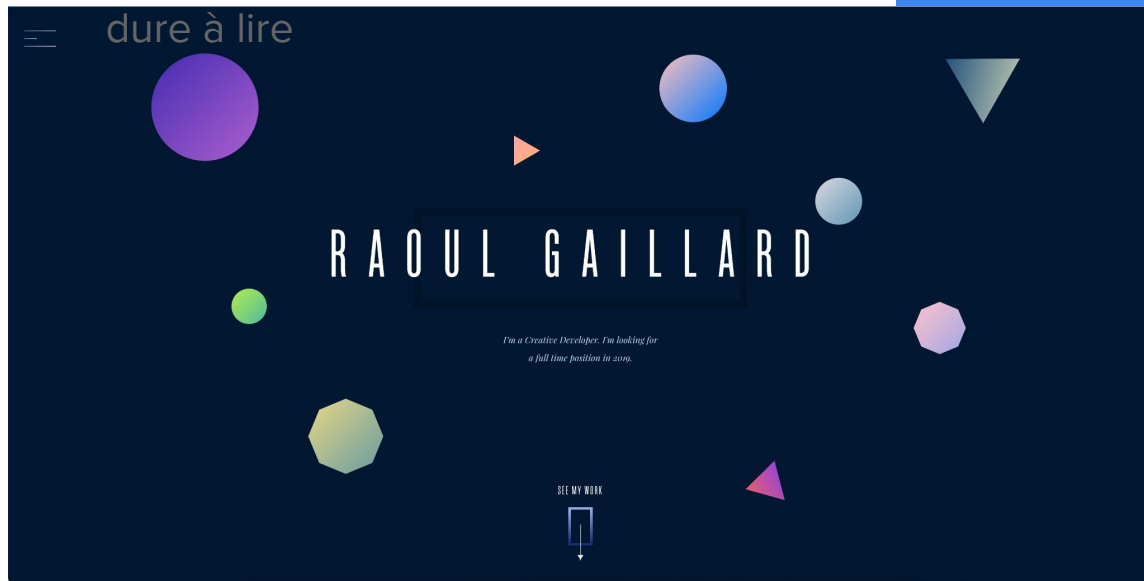 dure à lire
RAOUL GAILLARD
I'm a Creative Developer. I'm looking for
a full time position in 2019.
SEE MY WORK